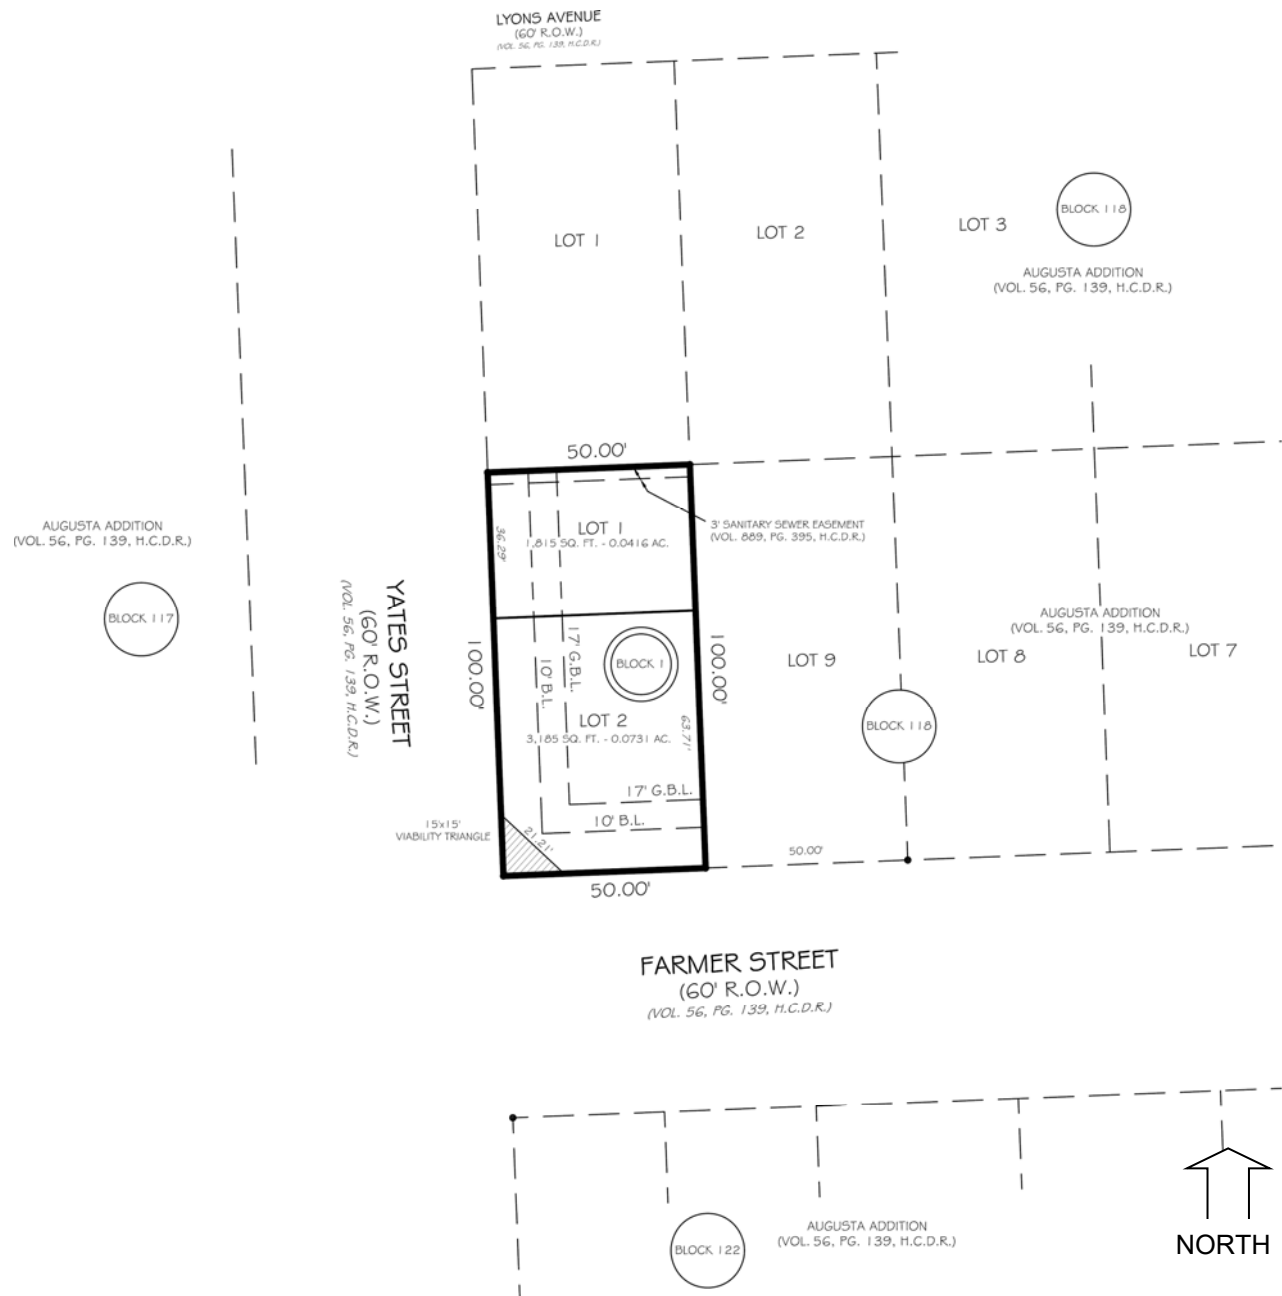 LYONS AVENUE
(60' R.O.W.)
(VOL. 56, PG. 139, H.C.D.R.)
LOT 1
LOT 2
LOT 3
BLOCK 118
AUGUSTA ADDITION
(VOL. 56, PG. 139, H.C.D.R.)
50.00'
AUGUSTA ADDITION
(VOL. 56, PG. 139, H.C.D.R.)
BLOCK 117
YATES STREET
(60' R.O.W.)
(VOL. 56, PG. 139, H.C.D.R.)
100.00'
36.29'
LOT 1
1,815 SQ. FT. - 0.0416 AC.
3' SANITARY SEWER EASEMENT
(VOL. 889, PG. 395, H.C.D.R.)
17' G.B.L.
10' B.L.
BLOCK 1
LOT 2
3,185 SQ. FT. - 0.0731 AC.
63.71'
100.00'
17' G.B.L.
10' B.L.
15'x15'
VIABILITY TRIANGLE
21.21'
50.00'
LOT 9
LOT 8
AUGUSTA ADDITION
(VOL. 56, PG. 139, H.C.D.R.)
LOT 7
BLOCK 118
50.00'
FARMER STREET
(60' R.O.W.)
(VOL. 56, PG. 139, H.C.D.R.)
BLOCK 122
AUGUSTA ADDITION
(VOL. 56, PG. 139, H.C.D.R.)
NORTH